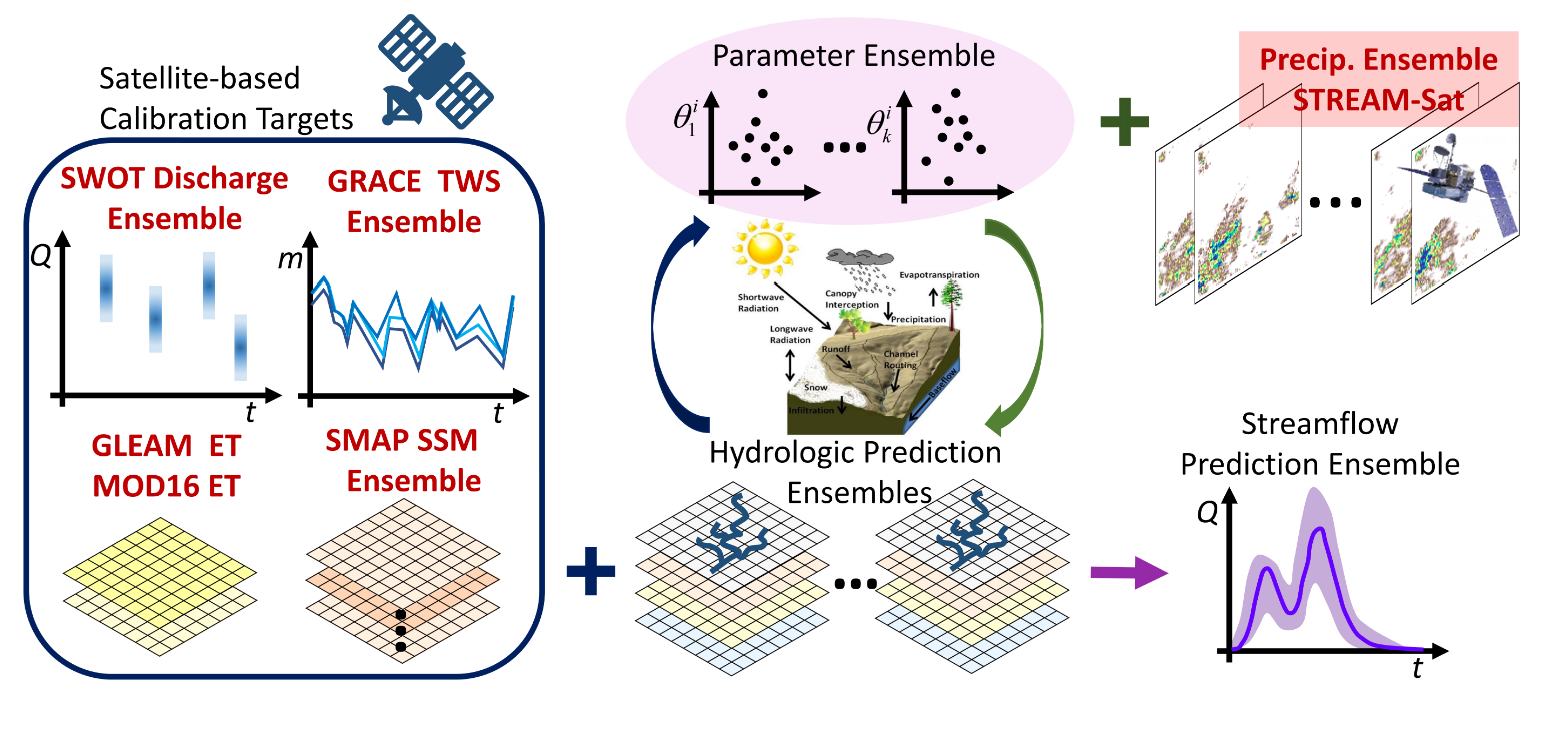 Satellite-based
Calibration Targets
SWOT Discharge
Ensemble
Q
t
GRACE TWS
Ensemble
m
t
GLEAM ET
MOD16 ET
SMAP SSM
Ensemble
Parameter Ensemble
θ₁ⁱ
θₖⁱ
Precip. Ensemble
STREAM-Sat
Shortwave
Radiation
Longwave
Radiation
Canopy
Interception
Evapotranspiration
Precipitation
Runoff
Channel
Routing
Snow
Infiltration
Baseflow
Hydrologic Prediction
Ensembles
Streamflow
Prediction Ensemble
Q
t